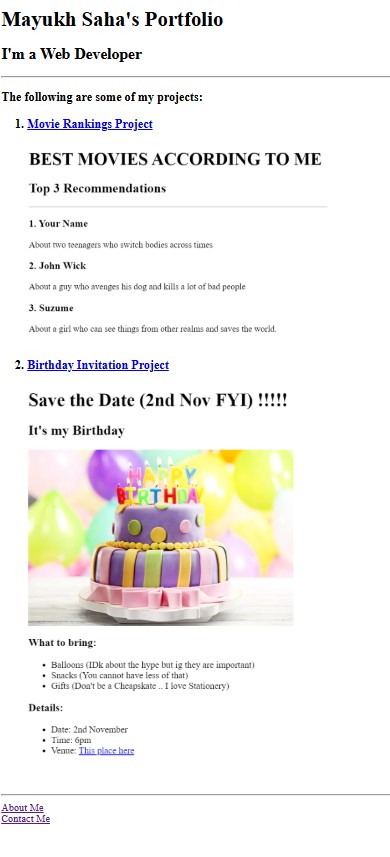 Mayukh Saha's Portfolio
I'm a Web Developer
The following are some of my projects:
1. Movie Rankings Project
BEST MOVIES ACCORDING TO ME
Top 3 Recommendations
1. Your Name
About two teenagers who switch bodies across times
2. John Wick
About a guy who avenges his dog and kills a lot of bad people
3. Suzume
About a girl who can see things from other realms and saves the world.
2. Birthday Invitation Project
Save the Date (2nd Nov FYI) !!!!!
It's my Birthday
HAPPY
BIRTHDAY
What to bring:
• Balloons (IDk about the hype but ig they are important)
• Snacks (You cannot have less of that)
• Gifts (Don't be a Cheapskate .. I love Stationery)
Details:
• Date: 2nd November
• Time: 6pm
• Venue: This place here
About Me
Contact Me